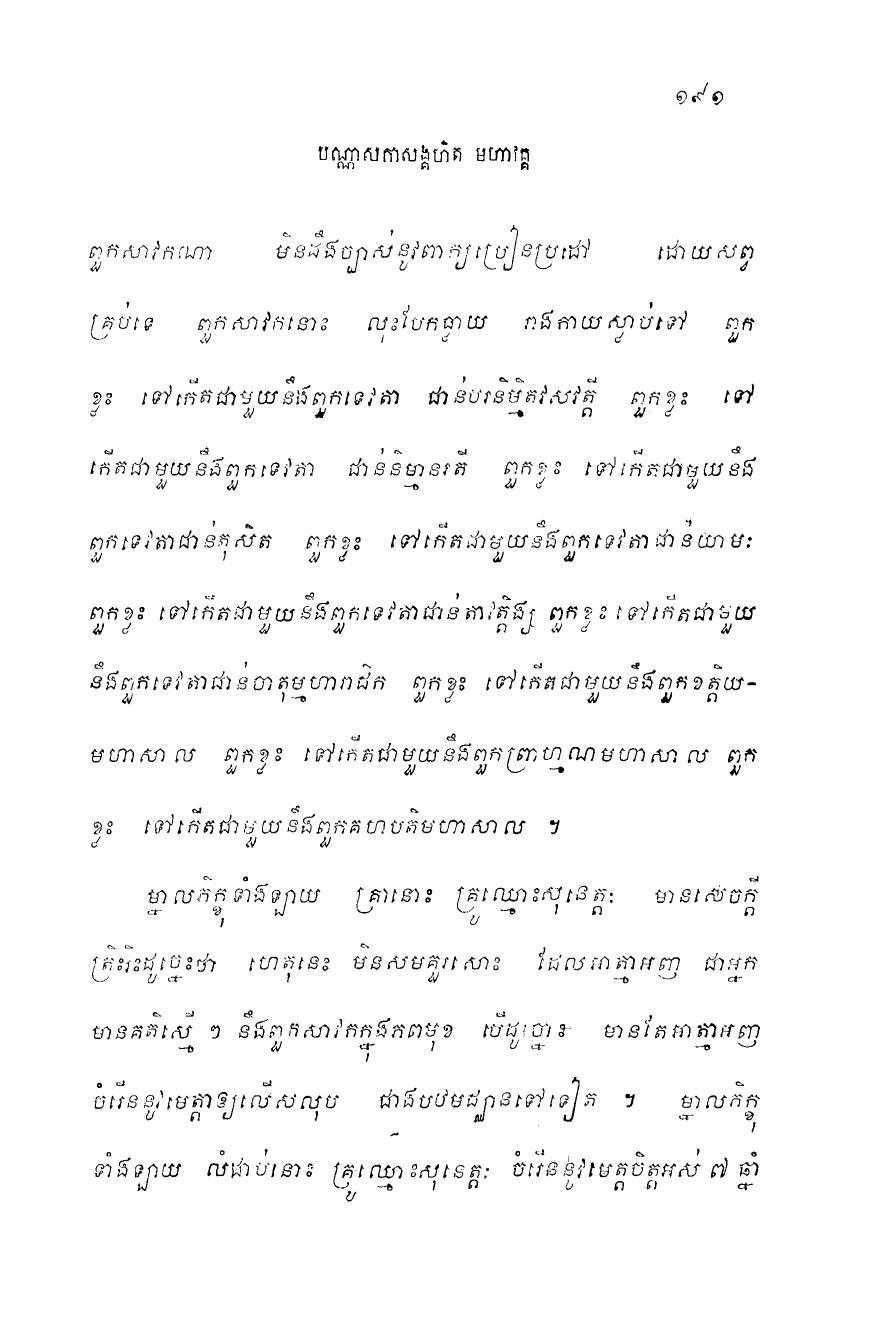 ១៩១
បណ្ណាសកាសង្គហិត មហាវគ្គ
ពួកសាវកណា មិនដឹងច្បាស់នូវពាក្យប្រៀនប្រដៅ ដោយសព្វ
គ្រប់ទេ ពួកសាវកនោះ លុះបែកធ្លាយ រាងកាយស្លាប់ទៅ ពួក
ខ្លះ ទៅកើតជាមួយនឹងពួកទេវតា ជាន់បរនិម្មិតវសវត្តី ពួកខ្លះ ទៅ
កើតជាមួយនឹងពួកទេវតា ជាន់និម្មានរតី ពួកខ្លះ ទៅកើតជាមួយនឹង
ពួកទេវតាជាន់តុសិត ពួកខ្លះ ទៅកើតជាមួយនឹងពួកទេវតាជាន់យាមៈ
ពួកខ្លះ ទៅកើតជាមួយនឹងពួកទេវតាជាន់តាវត្តិង្ស ពួកខ្លះ ទៅកើតជាមួយ
នឹងពួកទេវតាជាន់ចាតុម្មហារាជិក ពួកខ្លះ ទៅកើតជាមួយនឹងពួកខត្តិយ-
មហាសាល ពួកខ្លះ ទៅកើតជាមួយនឹងពួកព្រាហ្មណមហាសាល ពួក
ខ្លះ ទៅកើតជាមួយនឹងពួកគហបតិមហាសាល ។
ម្នាលភិក្ខុទាំងឡាយ គ្រានោះ គ្រូឈ្មោះសុនេត្តៈ មានសេចក្តី
ត្រិះរិះដូច្នេះថា ហេតុនេះ មិនសមគួរសោះ ដែលអាត្មាអញ ជាអ្នក
មានគតិស្មើ ៗ នឹងពួកសាវកក្នុងភពមុខ បើដូច្នោះ មានតែអាត្មាអញ
ចំរើននូវមេត្តាឲ្យលើសលុប ជាងបឋមជ្ឈានទៅទៀត ។ ម្នាលភិក្ខុ
ទាំងឡាយ លំដាប់នោះ គ្រូឈ្មោះសុនេត្តៈ ចំរើននូវមេត្តចិត្តអស់ ៧ ឆ្នាំ